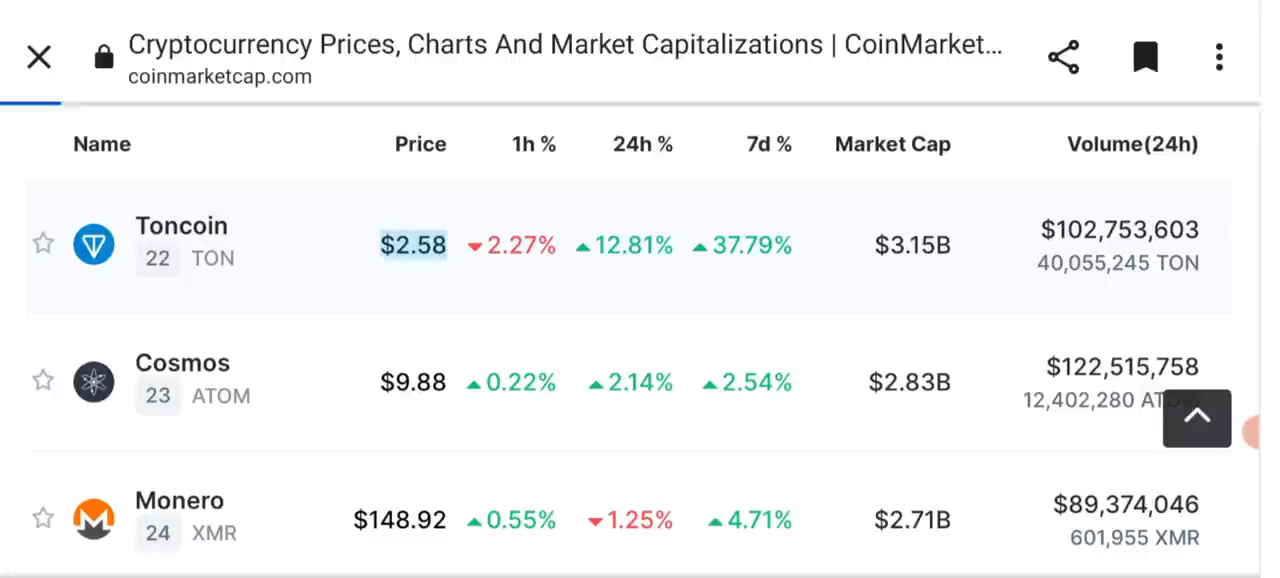 Cryptocurrency Prices, Charts And Market Capitalizations | CoinMarket...
coinmarketcap.com
Name Price 1h % 24h % 7d % Market Cap Volume(24h)
Toncoin
22 TON
$2.58 2.27% 12.81% 37.79% $3.15B
$102,753,603
40,055,245 TON
Cosmos
23 ATOM
$9.88 0.22% 2.14% 2.54% $2.83B
$122,515,758
12,402,280
Monero
24 XMR
$148.92 0.55% 1.25% 4.71% $2.71B
$89,374,046
601,955 XMR